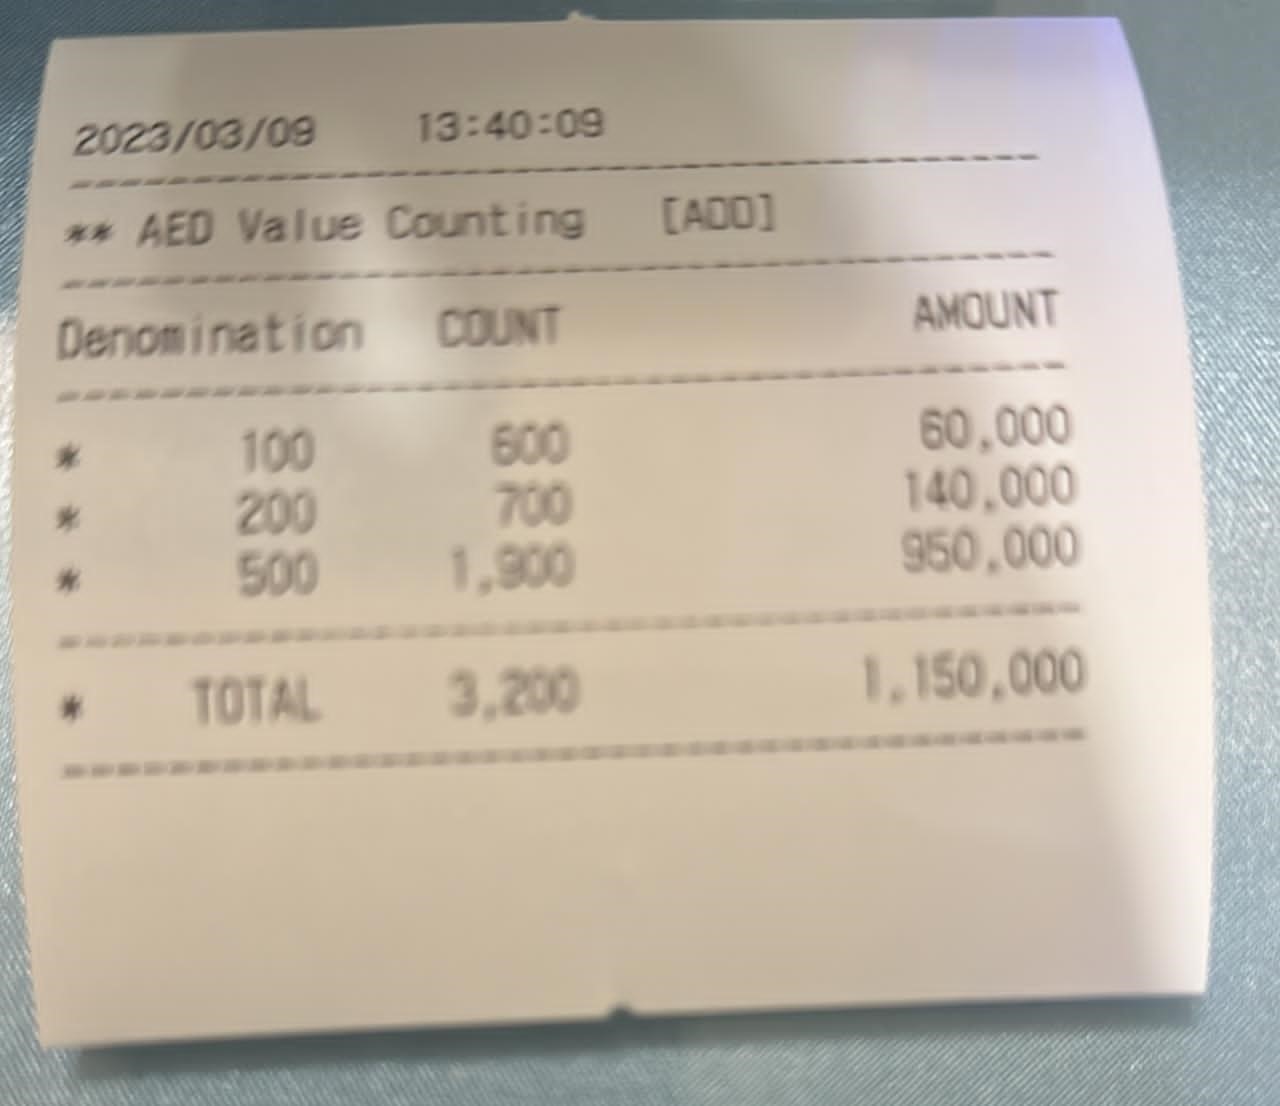 2023/03/09 13:40:09
** AED Value Counting [ADD]
Denomination COUNT AMOUNT
* 100 600 60,000
* 200 700 140,000
* 500 1,900 950,000
* TOTAL 3,200 1,150,000